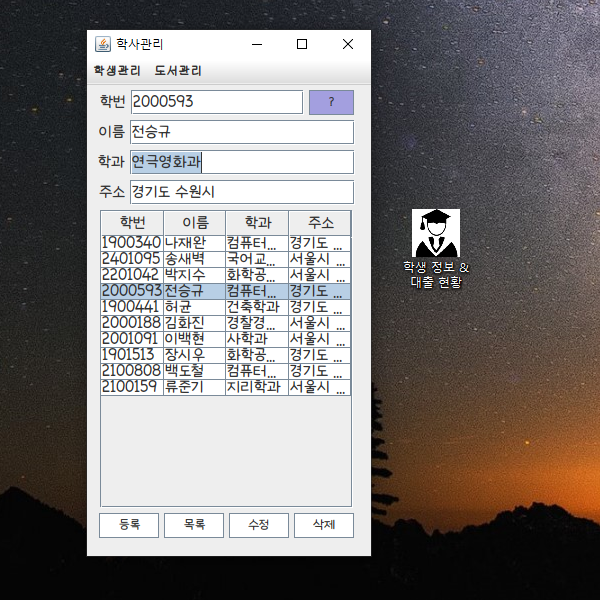 학사관리
학생관리 도서관리
학번 2000593 ?
이름 전승규
학과 연극영화과
주소 경기도 수원시
학번 이름 학과 주소
1900340 나재완 컴퓨터... 경기도 ...
2401095 송새벽 국어교... 서울시 ...
2201042 박지수 화학공... 서울시 ...
2000593 전승규 컴퓨터... 경기도 ...
1900441 허균 건축학과 경기도 ...
2000188 김화진 경찰경... 서울시 ...
2001091 이백현 사학과 서울시 ...
1901513 장시우 화학공... 경기도 ...
2100808 백도철 컴퓨터... 경기도 ...
2100159 류준기 지리학과 서울시 ...
등록 목록 수정 삭제
학생 정보 &
대출 현황